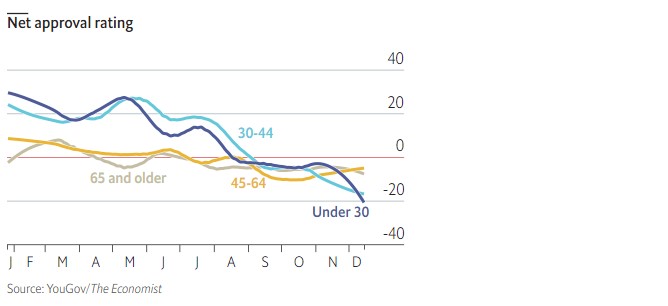 Net approval rating
40
20
30-44
0
65 and older
45-64
-20
Under 30
-40
J F M A M J J A S O N D
Source: YouGov/The Economist